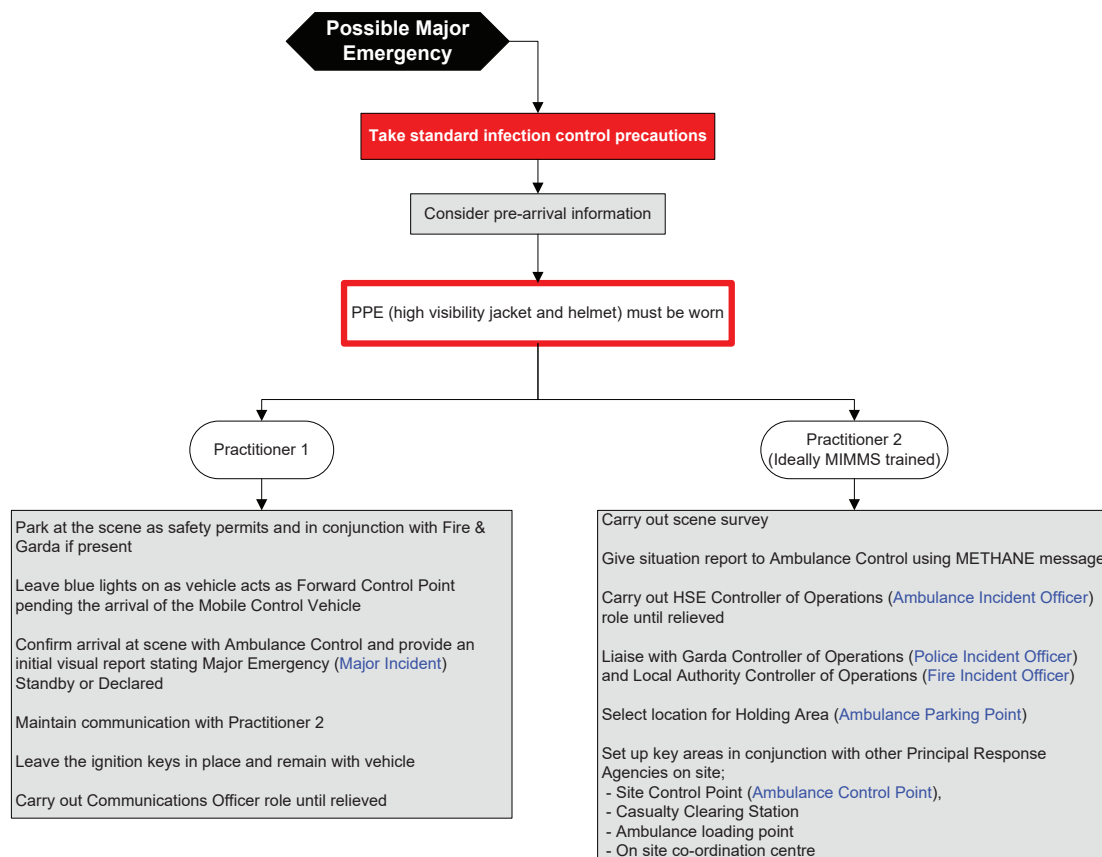 Possible Major
Emergency
Take standard infection control precautions
Consider pre-arrival information
PPE (high visibility jacket and helmet) must be worn
Practitioner 1
Park at the scene as safety permits and in conjunction with Fire &
Garda if present
Leave blue lights on as vehicle acts as Forward Control Point
pending the arrival of the Mobile Control Vehicle
Confirm arrival at scene with Ambulance Control and provide an
initial visual report stating Major Emergency (Major Incident)
Standby or Declared
Maintain communication with Practitioner 2
Leave the ignition keys in place and remain with vehicle
Carry out Communications Officer role until relieved
Practitioner 2
(Ideally MIMMS trained)
Carry out scene survey
Give situation report to Ambulance Control using METHANE message
Carry out HSE Controller of Operations (Ambulance Incident Officer)
role until relieved
Liaise with Garda Controller of Operations (Police Incident Officer)
and Local Authority Controller of Operations (Fire Incident Officer)
Select location for Holding Area (Ambulance Parking Point)
Set up key areas in conjunction with other Principal Response
Agencies on site;
- Site Control Point (Ambulance Control Point),
- Casualty Clearing Station
- Ambulance loading point
- On site co-ordination centre